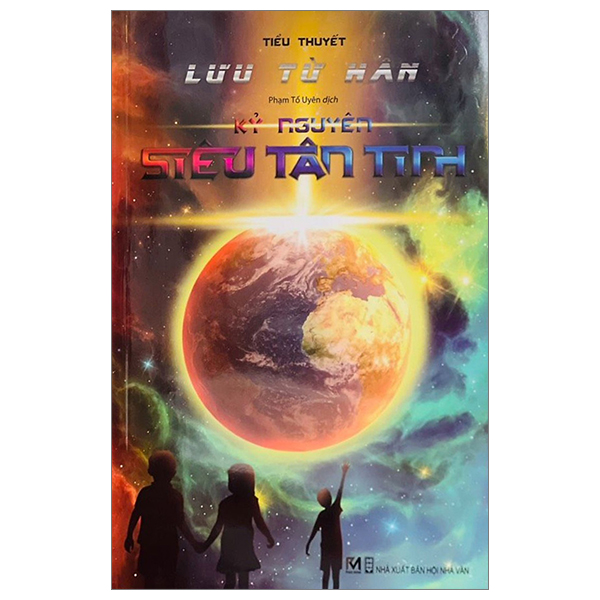 TIỂU THUYẾT
LƯU TỪ HÂN
Phạm Tố Uyên dịch
KỶ NGUYÊN
SIÊU TÂN TINH
NHÀ XUẤT BẢN HỘI NHÀ VĂN